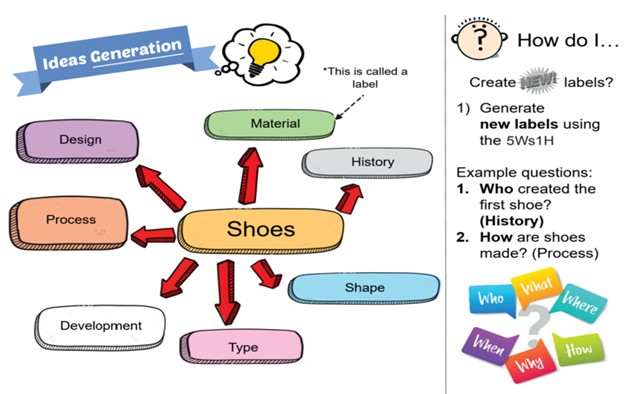 Ideas Generation
*This is called a
label
Material
Design
History
Process
Shoes
Shape
Development
Type
?
How do I...
Create NEW! labels?
1) Generate
new labels using
the 5Ws1H
Example questions:
1. Who created the
first shoe?
(History)
2. How are shoes
made? (Process)
What
Who
Where
?
When
How
Why